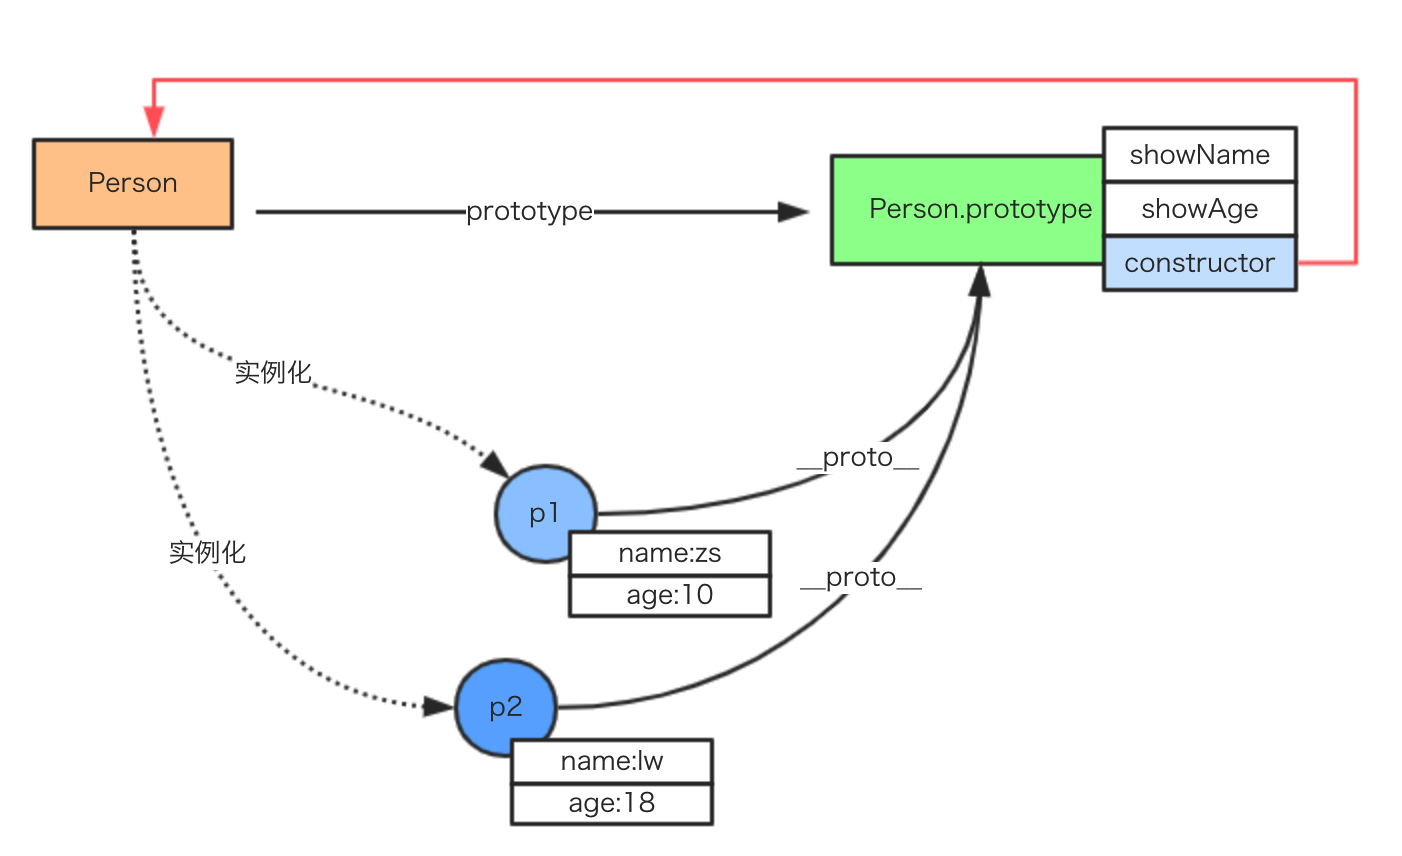 showName
Person
prototype
Person.prototype
showAge
constructor
实例化
__proto__
p1
name:zs
age:10
实例化
__proto__
p2
name:lw
age:18